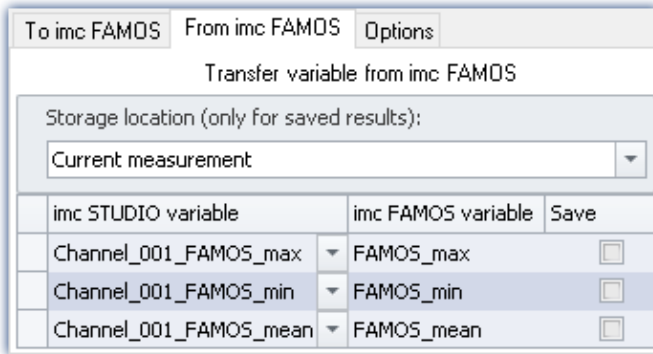 To imc FAMOS From imc FAMOS Options
Transfer variable from imc FAMOS
Storage location (only for saved results):
Current measurement
imc STUDIO variable imc FAMOS variable Save
Channel_001_FAMOS_max FAMOS_max
Channel_001_FAMOS_min FAMOS_min
Channel_001_FAMOS_mean FAMOS_mean